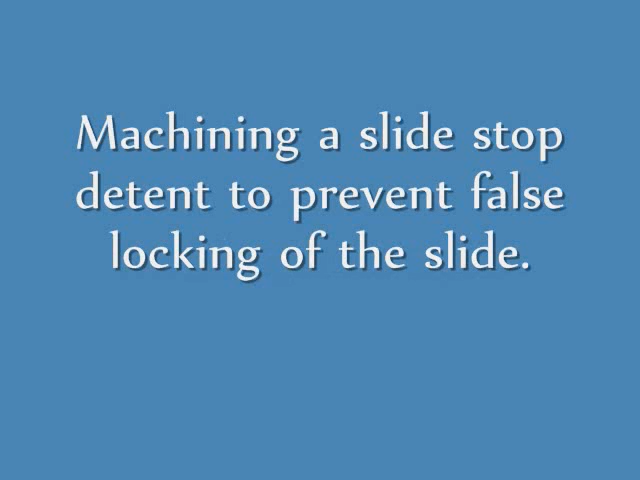 Machining a slide stop
detent to prevent false
locking of the slide.